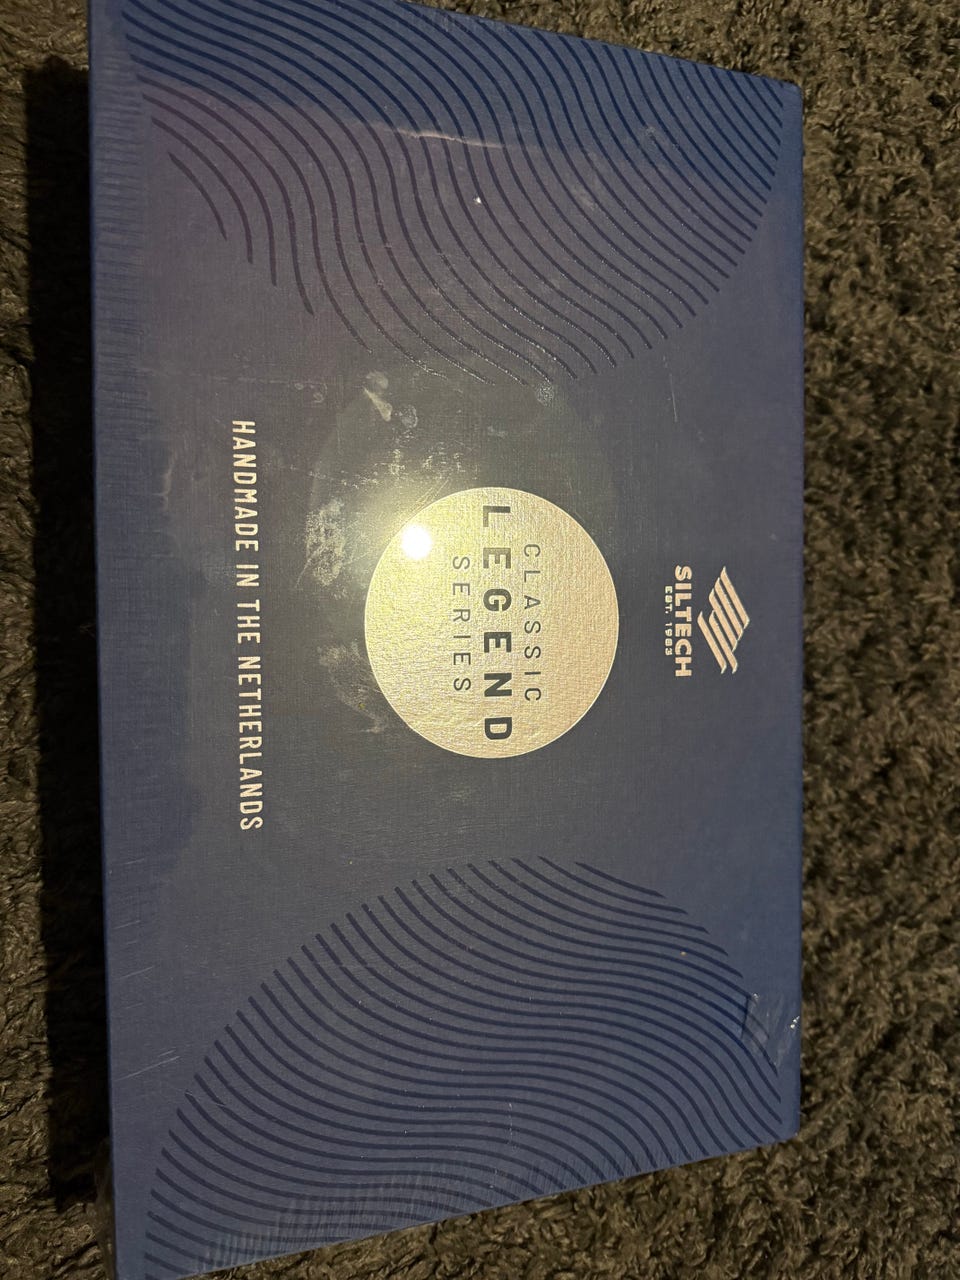 SILTECH
EST. 1983
CLASSIC
LEGEND
SERIES
HANDMADE IN THE NETHERLANDS